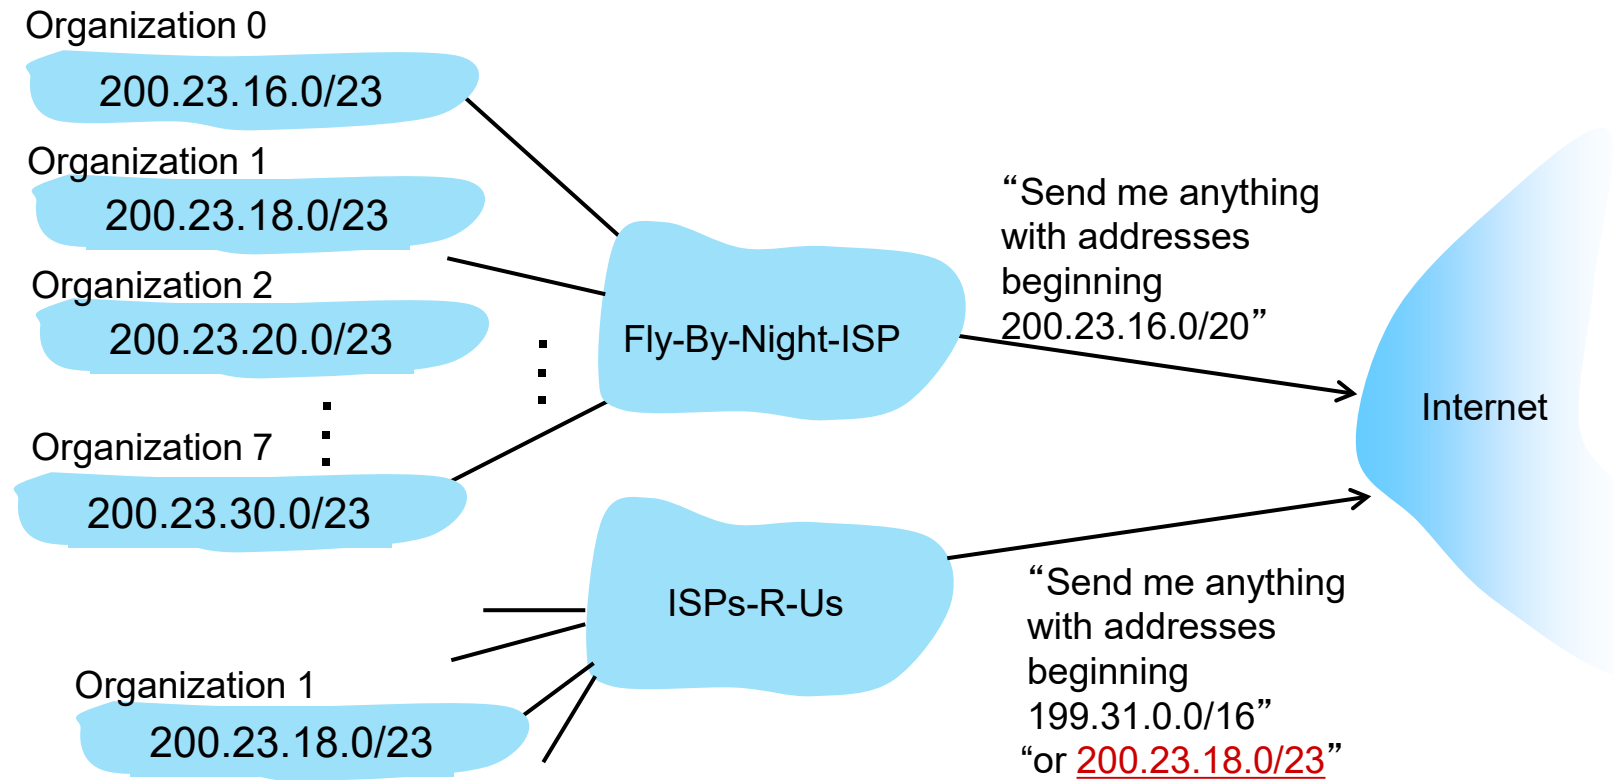 Organization 0
200.23.16.0/23
Organization 1
200.23.18.0/23
Organization 2
200.23.20.0/23
Organization 7
200.23.30.0/23
Fly-By-Night-ISP
“Send me anything
with addresses
beginning
200.23.16.0/20”
Internet
ISPs-R-Us
Organization 1
200.23.18.0/23
“Send me anything
with addresses
beginning
199.31.0.0/16”
“or 200.23.18.0/23”